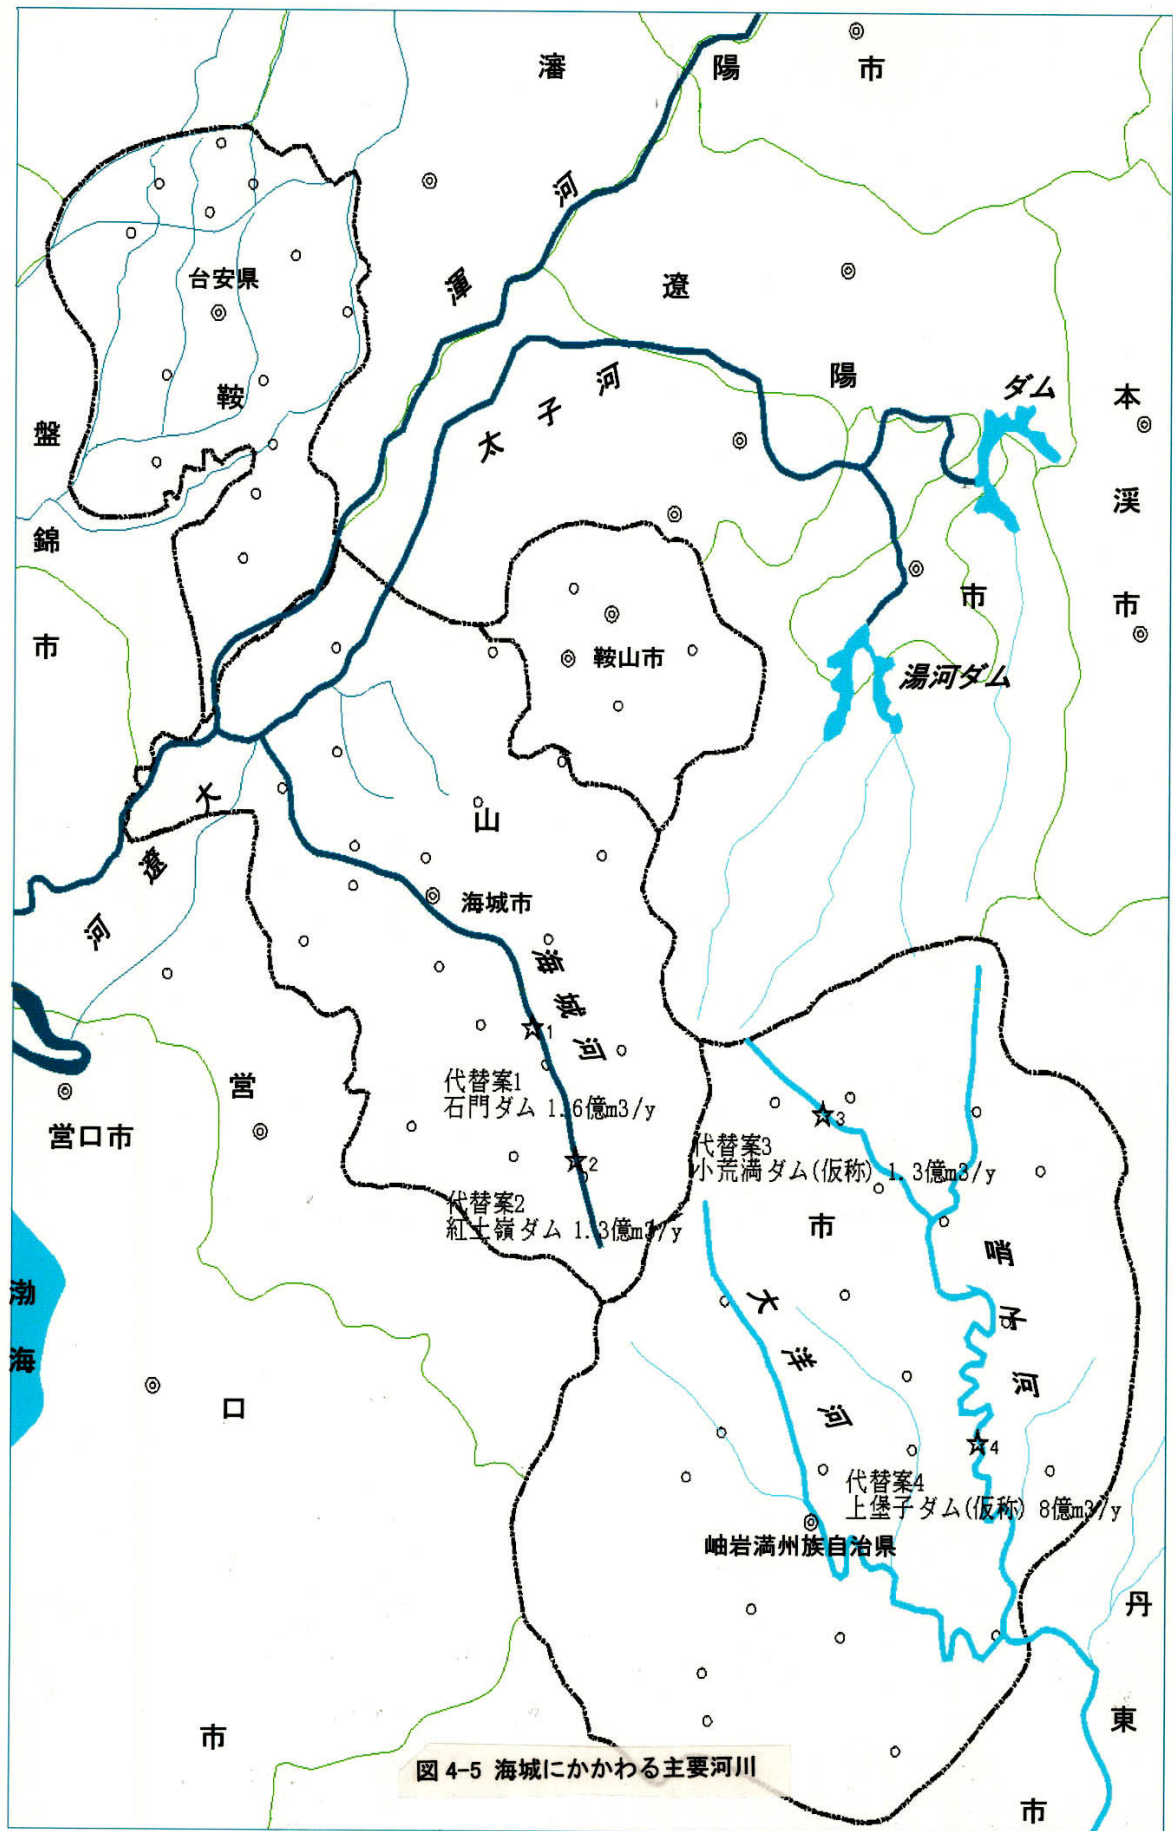 瀋陽市
渾河
遼陽市
台安県
鞍山市
太子河
ダム
本溪市
盤錦市
鞍山市
湯河ダム
大遼河
海城市
海城河
1
代替案1
石門ダム 1.6億m3/y
2
代替案2
紅土嶺ダム 1.3億m3/y
3
代替案3
小荒満ダム(仮称) 1.3億m3/y
営口市
営口市
渤海
大洋河
4
代替案4
上堡子ダム(仮称) 8億m3/y
岫岩満州族自治県
丹東市
図 4-5 海城にかかわる主要河川